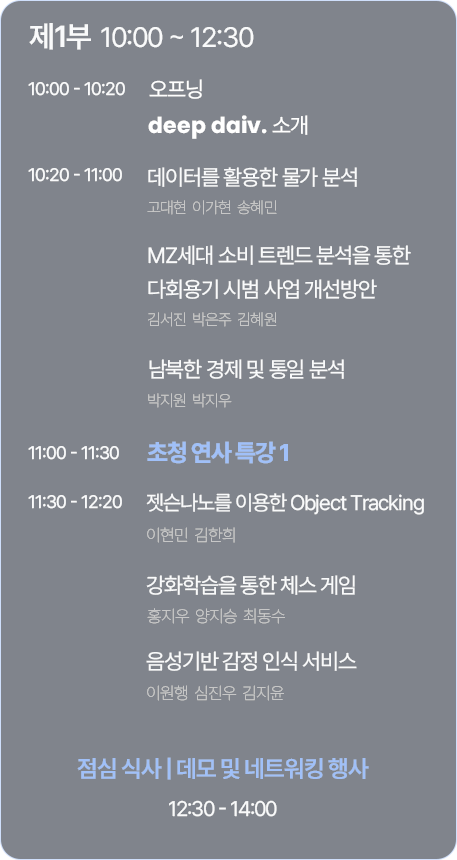 제1부 10:00 ~ 12:30
10:00 - 10:20 오프닝
deep daiv. 소개
10:20 - 11:00 데이터를 활용한 물가 분석
고대현 이가현 송혜민
MZ세대 소비 트렌드 분석을 통한
다회용기 시범 사업 개선방안
김서진 박은주 김혜원
남북한 경제 및 통일 분석
박지원 박지우
11:00 - 11:30 초청 연사 특강 1
11:30 - 12:20 젯슨나노를 이용한 Object Tracking
이현민 김한희
강화학습을 통한 체스 게임
홍지우 양지승 최동수
음성기반 감정 인식 서비스
이원행 심진우 김지윤
점심 식사 | 데모 및 네트워킹 행사
12:30 - 14:00